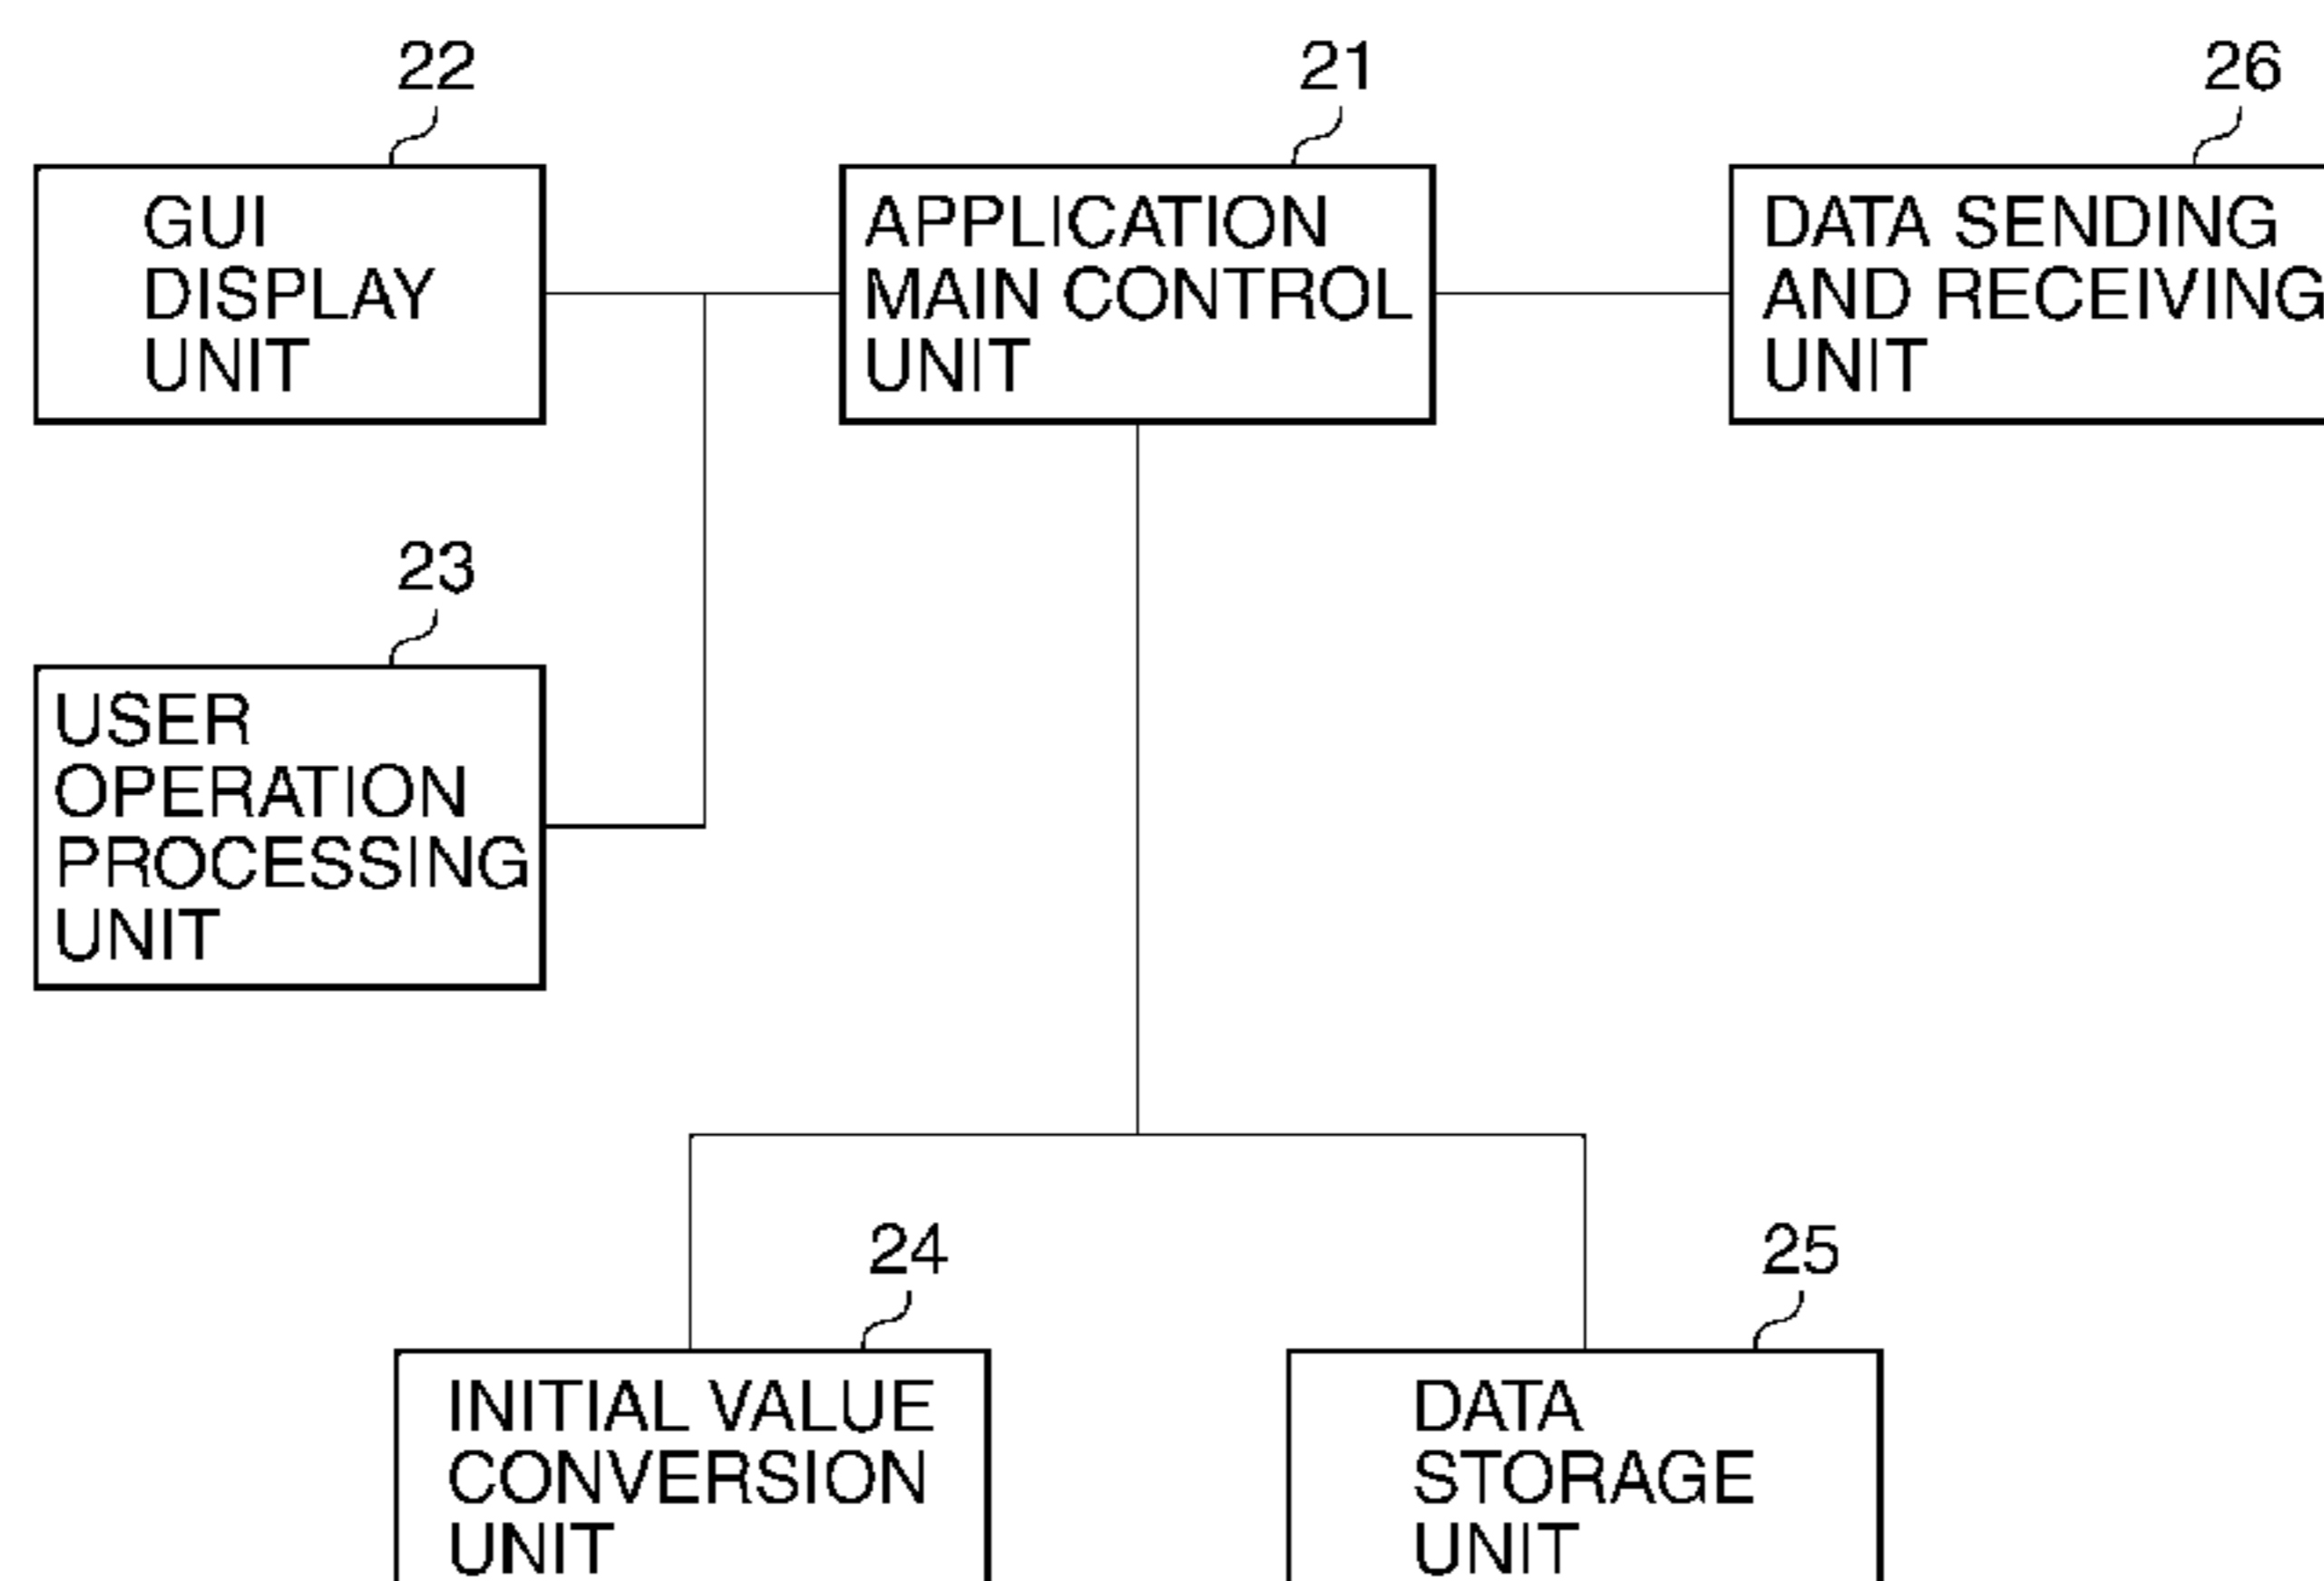 22
GUI
DISPLAY
UNIT
21
APPLICATION
MAIN CONTROL
UNIT
26
DATA SENDING
AND RECEIVING
UNIT
23
USER
OPERATION
PROCESSING
UNIT
24
INITIAL VALUE
CONVERSION
UNIT
25
DATA
STORAGE
UNIT